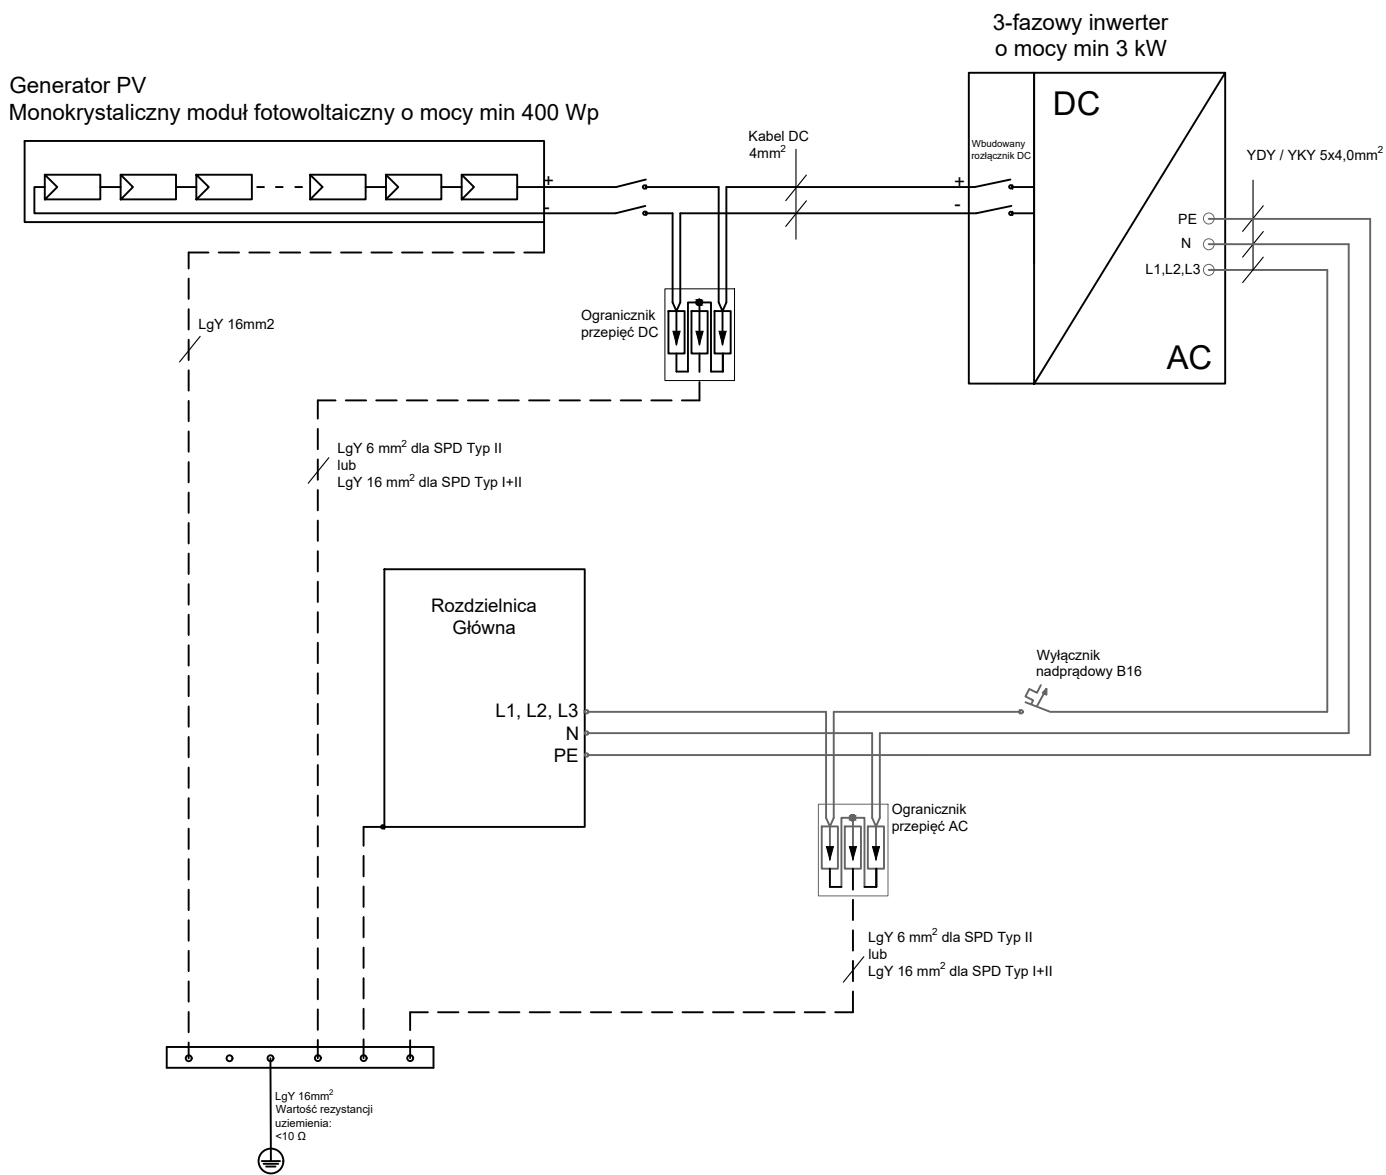 3-fazowy inwerter
o mocy min 3 kW
Generator PV
Monokrystaliczny moduł fotowoltaiczny o mocy min 400 Wp
DC
Kabel DC
4mm²
Wbudowany
rozłącznik DC
YDY / YKY 5x4,0mm²
+
-
+
-
PE
N
L1,L2,L3
AC
LgY 16mm2
Ogranicznik
przepięć DC
LgY 6 mm² dla SPD Typ II
lub
LgY 16 mm² dla SPD Typ I+II
Rozdzielnica
Główna
L1, L2, L3
N
PE
Wyłącznik
nadprądowy B16
Ogranicznik
przepięć AC
LgY 6 mm² dla SPD Typ II
lub
LgY 16 mm² dla SPD Typ I+II
LgY 16mm²
Wartość rezystancji
uziemienia:
<10 Ω